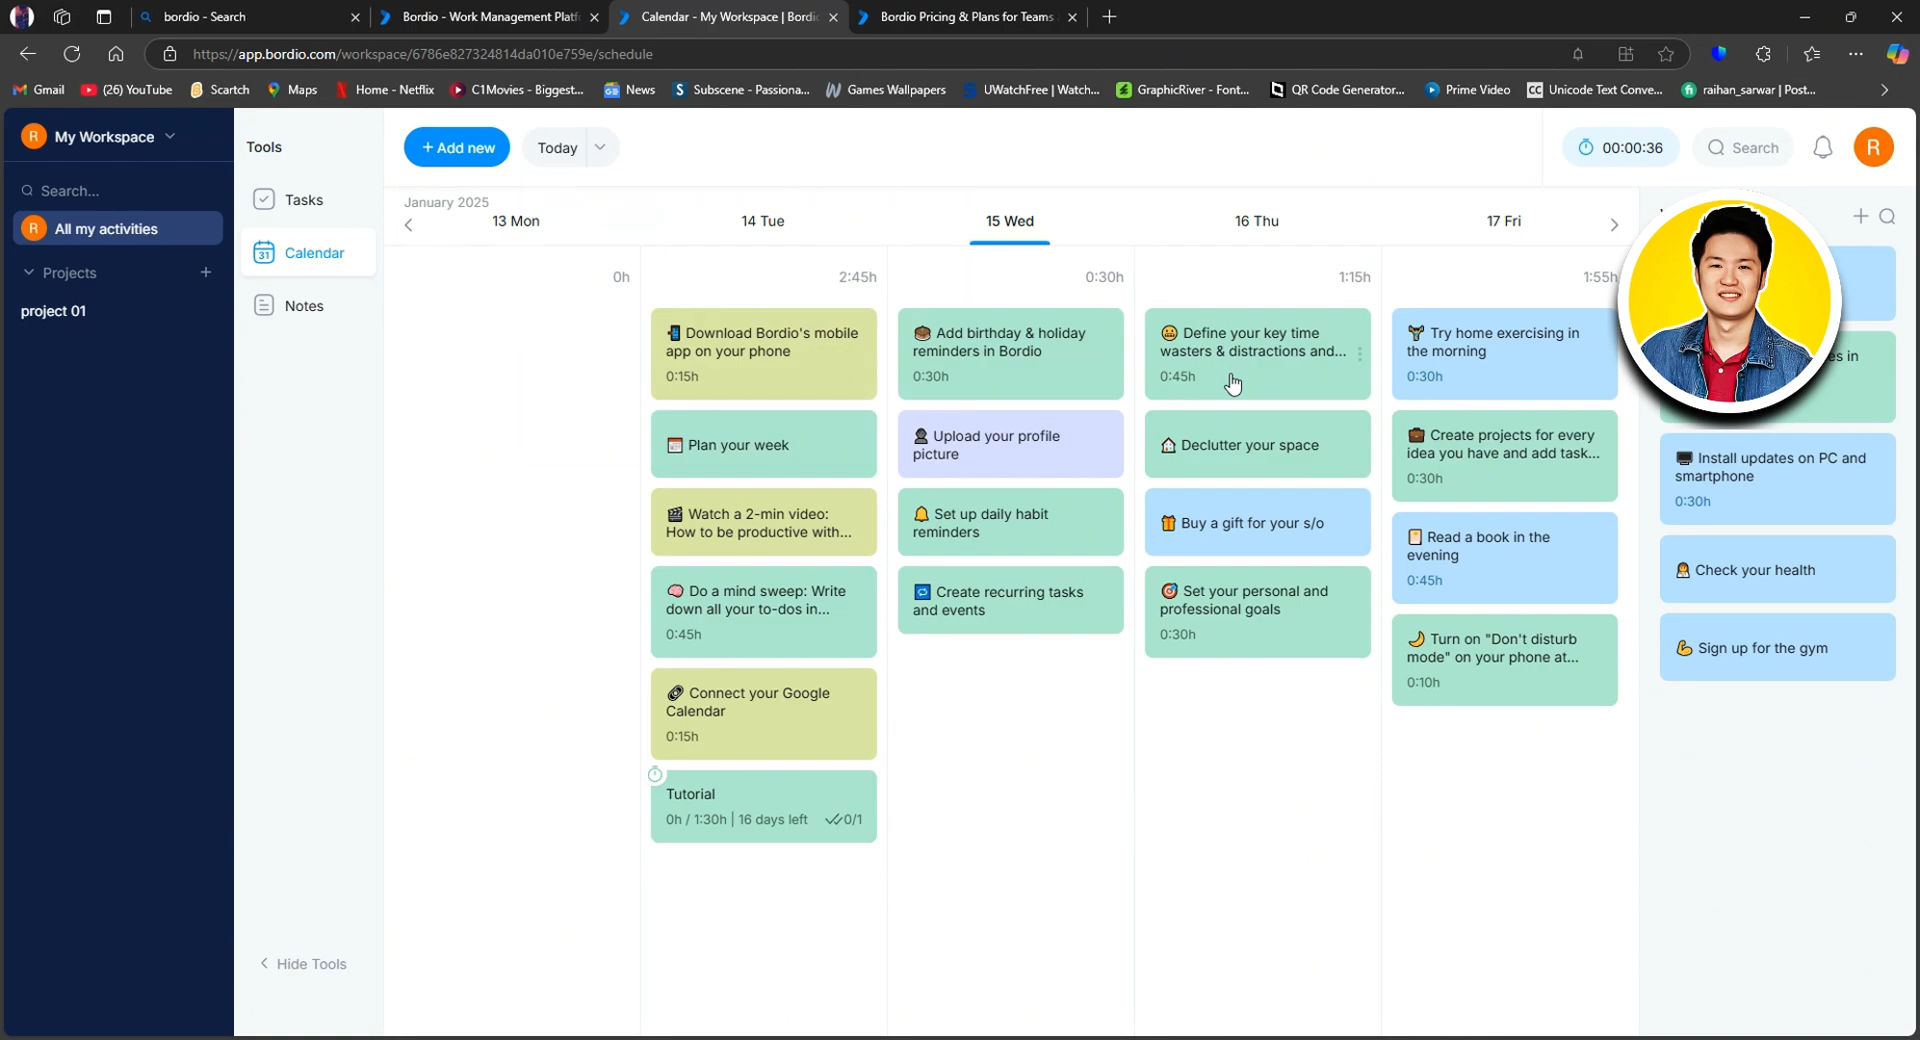 bordio - Search
Bordio - Work Management Platf
Calendar - My Workspace | Bordio
Bordio Pricing & Plans for Teams
https://app.bordio.com/workspace/6786e827324814da010e759e/schedule
Gmail
(26) YouTube
Scartch
Maps
Home - Netflix
C1Movies - Biggest...
News
Subscene - Passiona...
Games Wallpapers
UWatchFree | Watch...
GraphicRiver - Font...
QR Code Generator...
Prime Video
Unicode Text Conve...
raihan_sarwar | Post...
R My Workspace
Search...
R All my activities
Projects
project 01
Tools
Tasks
31 Calendar
Notes
Hide Tools
+ Add new
Today
00:00:36
Search
R
January 2025
13 Mon
14 Tue
15 Wed
16 Thu
17 Fri
0h
2:45h
0:30h
1:15h
1:55h
Download Bordio's mobile
app on your phone
0:15h
Plan your week
Watch a 2-min video:
How to be productive with...
Do a mind sweep: Write
down all your to-dos in...
0:45h
Connect your Google
Calendar
0:15h
Tutorial
0h / 1:30h | 16 days left 0/1
Add birthday & holiday
reminders in Bordio
0:30h
Upload your profile
picture
Set up daily habit
reminders
Create recurring tasks
and events
Define your key time
wasters & distractions and...
0:45h
Declutter your space
Buy a gift for your s/o
Set your personal and
professional goals
0:30h
Try home exercising in
the morning
0:30h
Create projects for every
idea you have and add task...
0:30h
Read a book in the
evening
0:45h
Turn on "Don't disturb
mode" on your phone at...
0:10h
es in
Install updates on PC and
smartphone
0:30h
Check your health
Sign up for the gym